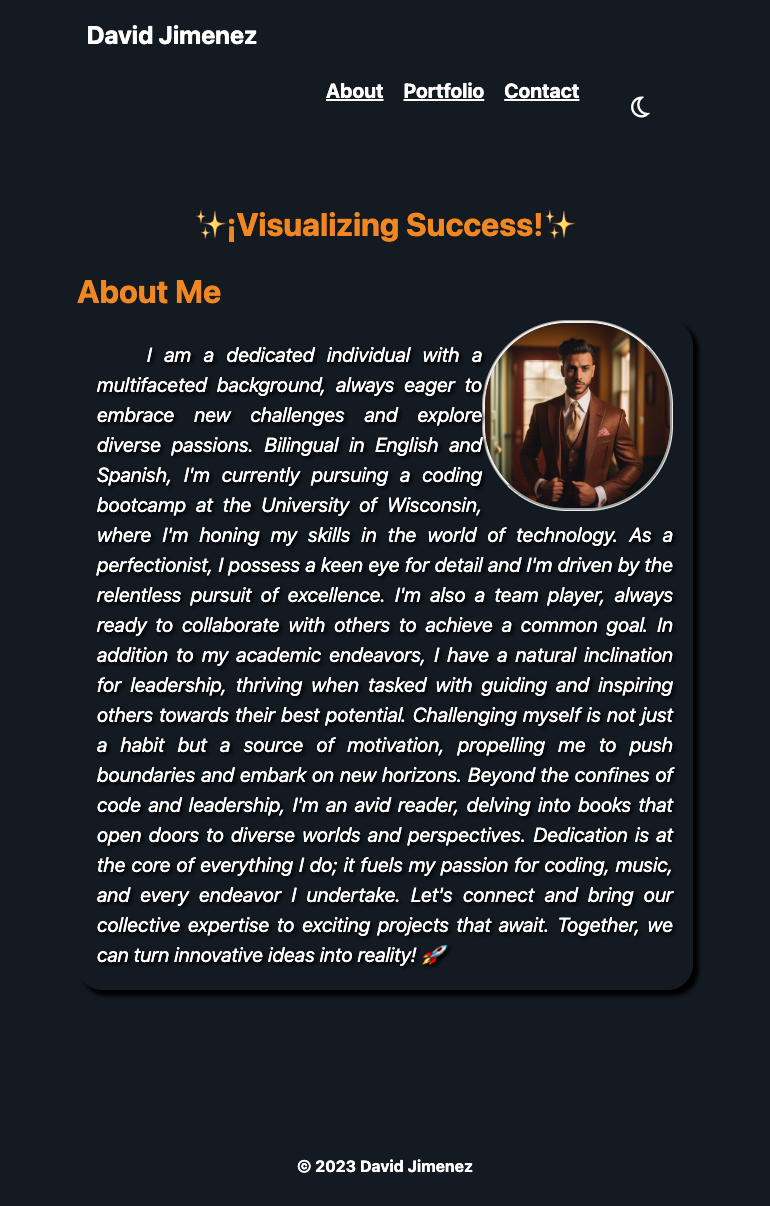 David Jimenez
About Portfolio Contact
✨¡Visualizing Success!✨
About Me
I am a dedicated individual with a
multifaceted background, always eager to
embrace new challenges and explore
diverse passions. Bilingual in English and
Spanish, I'm currently pursuing a coding
bootcamp at the University of Wisconsin,
where I'm honing my skills in the world of technology. As a
perfectionist, I possess a keen eye for detail and I'm driven by the
relentless pursuit of excellence. I'm also a team player, always
ready to collaborate with others to achieve a common goal. In
addition to my academic endeavors, I have a natural inclination
for leadership, thriving when tasked with guiding and inspiring
others towards their best potential. Challenging myself is not just
a habit but a source of motivation, propelling me to push
boundaries and embark on new horizons. Beyond the confines of
code and leadership, I'm an avid reader, delving into books that
open doors to diverse worlds and perspectives. Dedication is at
the core of everything I do; it fuels my passion for coding, music,
and every endeavor I undertake. Let's connect and bring our
collective expertise to exciting projects that await. Together, we
can turn innovative ideas into reality! 🚀
© 2023 David Jimenez